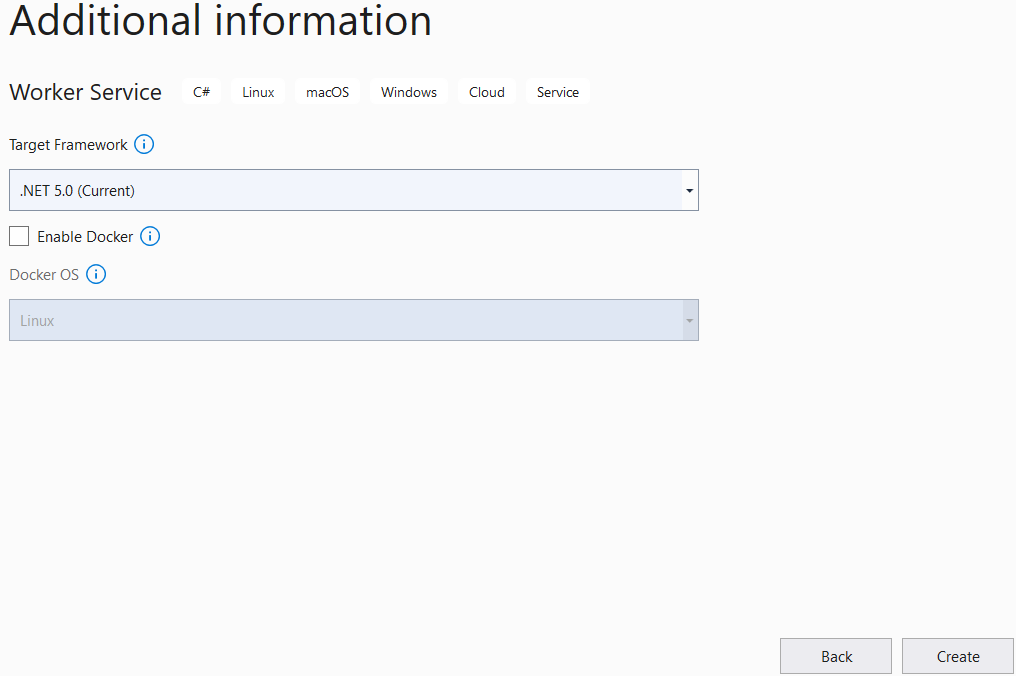 Additional information
Worker Service C# Linux macOS Windows Cloud Service
Target Framework
.NET 5.0 (Current)
Enable Docker
Docker OS
Linux
Back Create